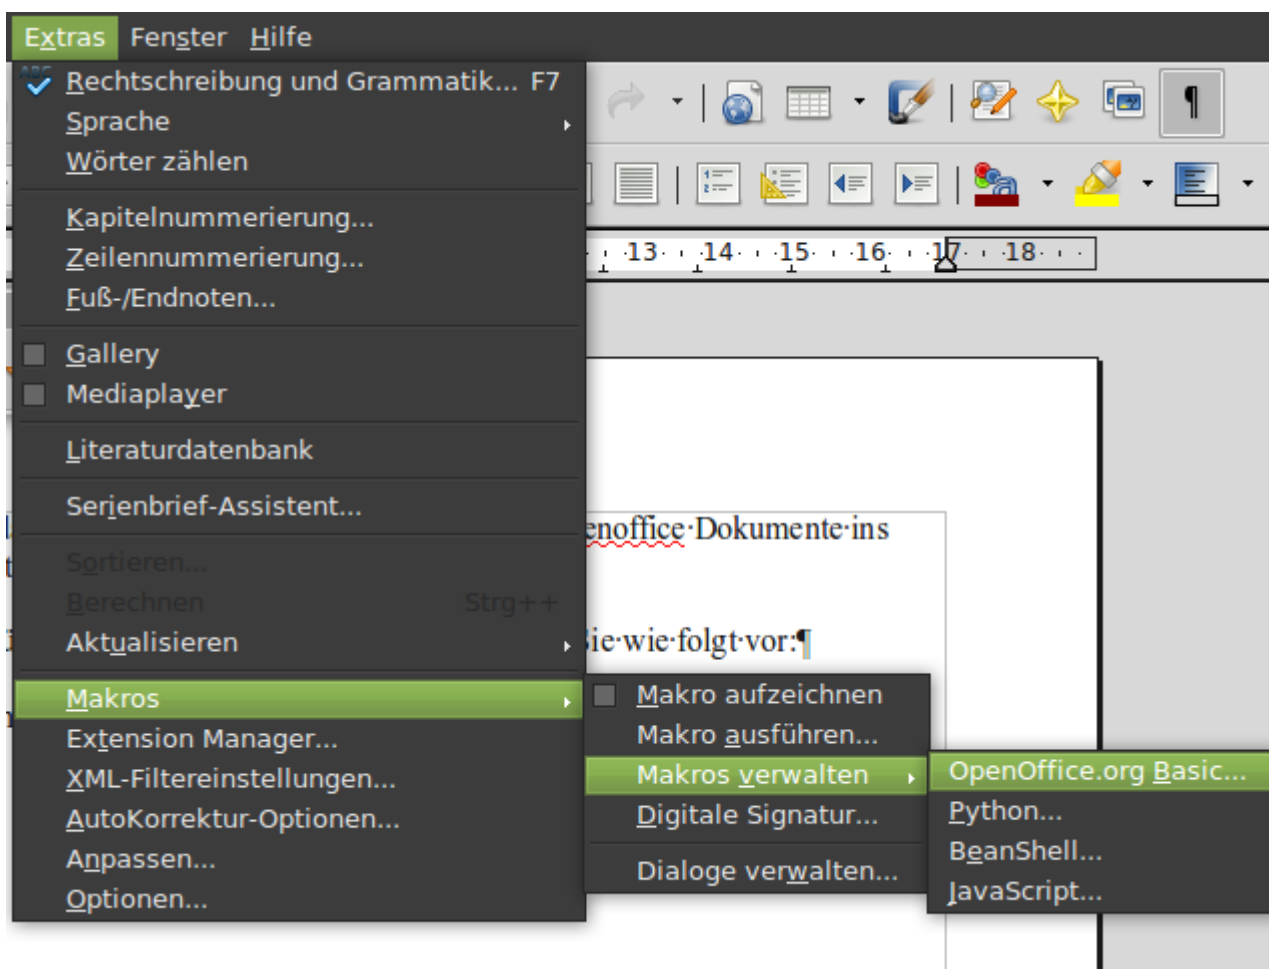 Extras Fenster Hilfe
Rechtschreibung und Grammatik... F7
Sprache
Wörter zählen
Kapitelnummerierung...
Zeilennummerierung...
Fuß-/Endnoten...
Gallery
Mediaplayer
Literaturdatenbank
Serienbrief-Assistent...
Sortieren...
Berechnen Strg++
Aktualisieren
Makros
Extension Manager...
XML-Filtereinstellungen...
AutoKorrektur-Optionen...
Anpassen...
Optionen...
Makro aufzeichnen
Makro ausführen...
Makros verwalten
Digitale Signatur...
Dialoge verwalten...
OpenOffice.org Basic...
Python...
BeanShell...
JavaScript...
13 14 15 16 17 18
enoffice·Dokumente·ins
ie·wie·folgt·vor:¶